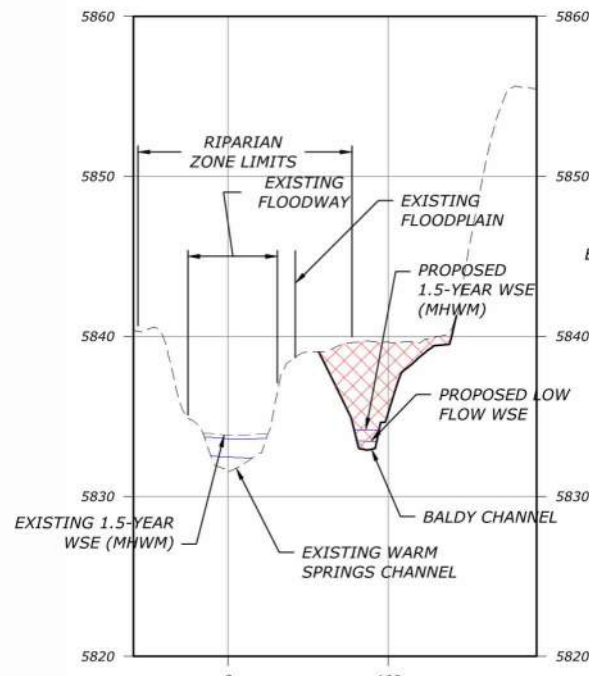 5860
5860
RIPARIAN
ZONE LIMITS
5850
5850
EXISTING
FLOODWAY
EXISTING
FLOODPLAIN
PROPOSED
1.5-YEAR WSE
(MHWM)
5840
5840
PROPOSED LOW
FLOW WSE
5830
5830
BALDY CHANNEL
EXISTING 1.5-YEAR
WSE (MHWM)
EXISTING WARM
SPRINGS CHANNEL
5820
5820